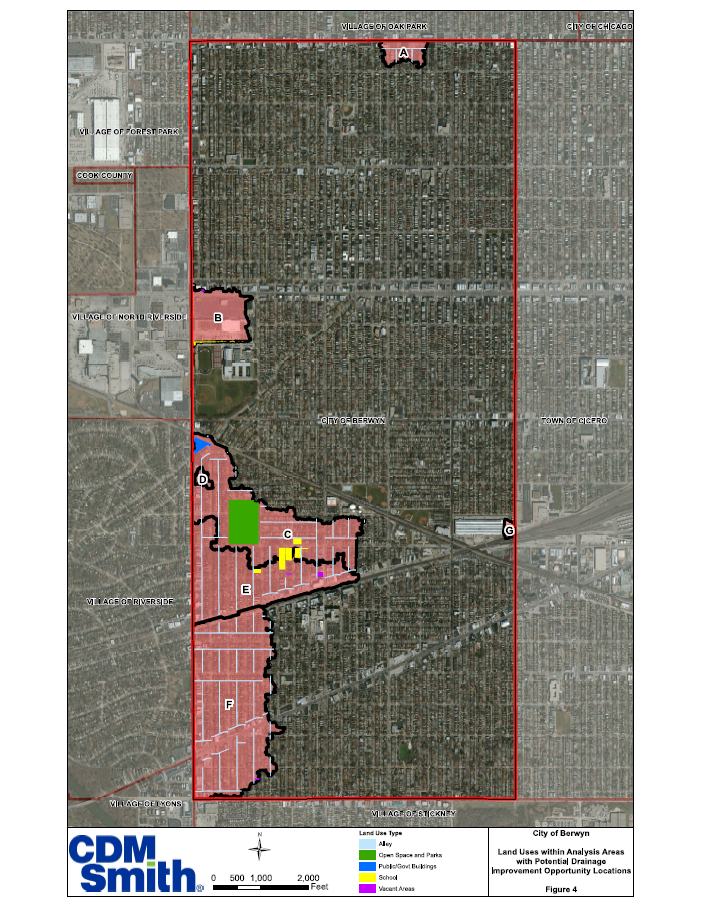 VILLAGE OF OAK PARK
CITY OF CHICAGO
A
VILLAGE OF FOREST PARK
COOK COUNTY
B
VILLAGE OF NORTH RIVERSIDE
CITY OF BERWYN
TOWN OF CICERO
D
C
G
E
VILLAGE OF RIVERSIDE
F
VILLAGE OF LYONS
VILLAGE OF STICKNEY
CDM
Smith®
N
0 500 1,000 2,000
Feet
Land Use Type
Alley
Open Space and Parks
Public/Govt Buildings
School
Vacant Areas
City of Berwyn
Land Uses within Analysis Areas
with Potential Drainage
Improvement Opportunity Locations
Figure 4